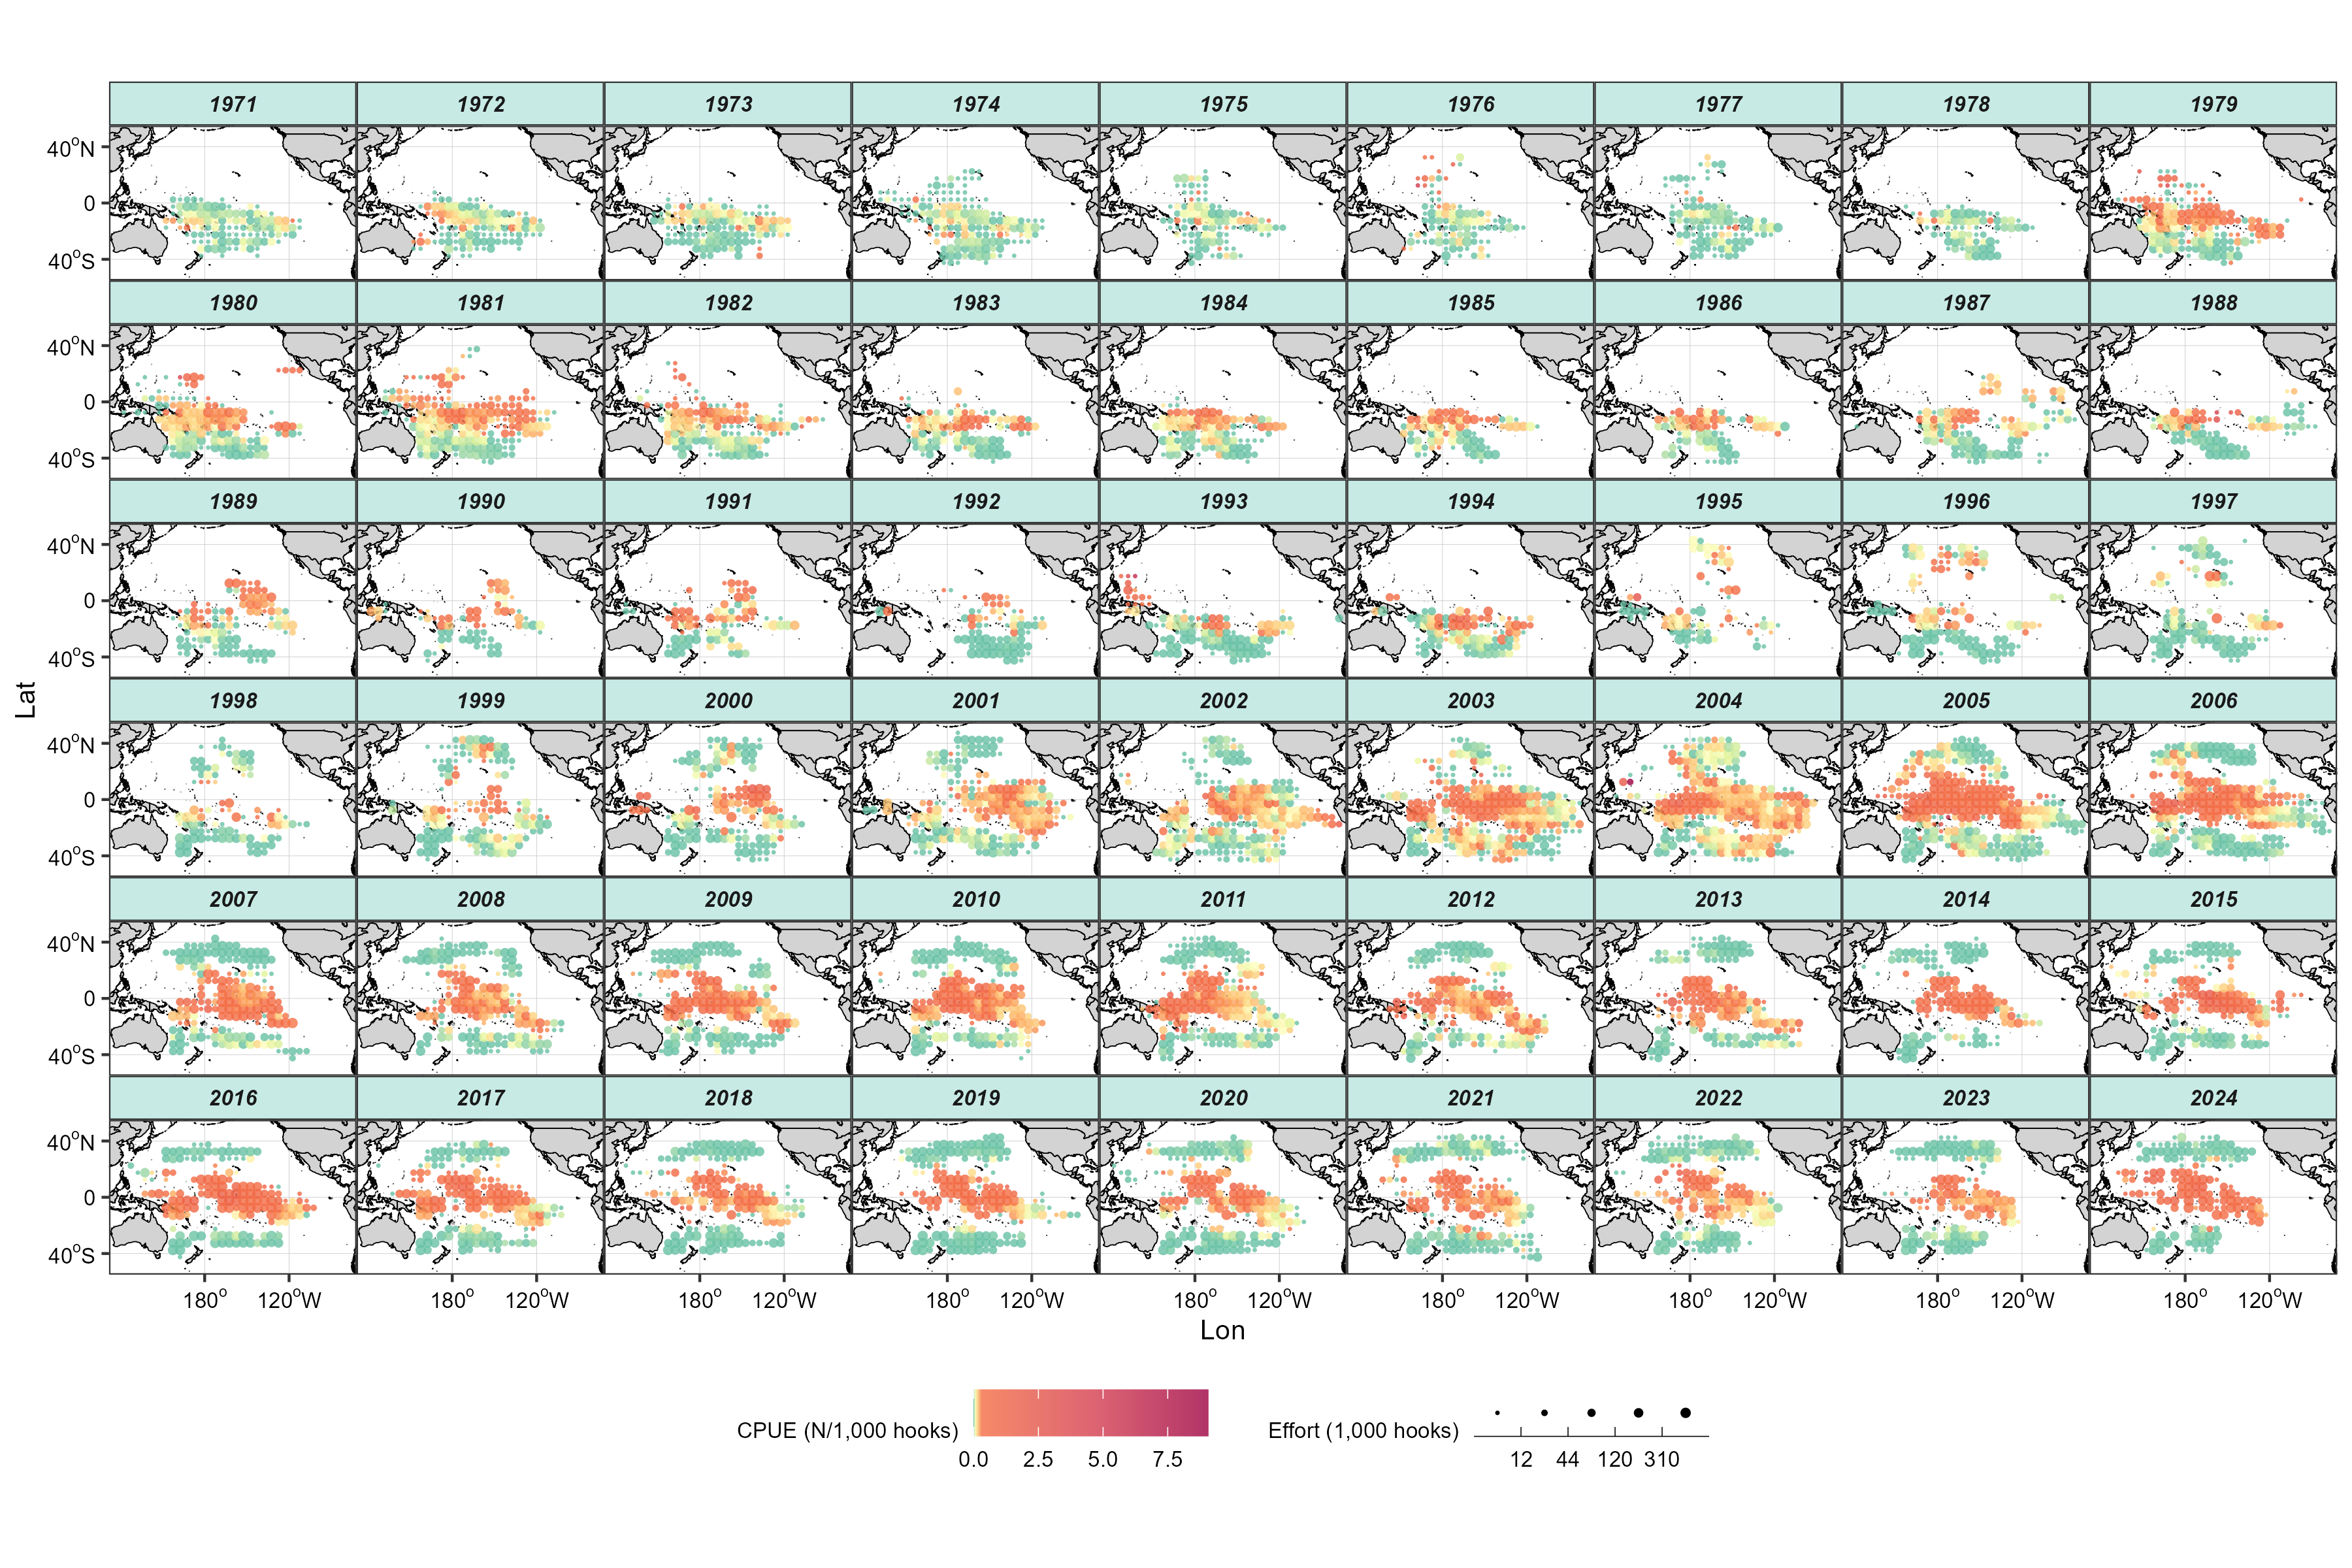 1971 1972 1973 1974 1975 1976 1977 1978 1979
40°N
0
40°S
1980 1981 1982 1983 1984 1985 1986 1987 1988
40°N
0
40°S
1989 1990 1991 1992 1993 1994 1995 1996 1997
40°N
0
40°S
1998 1999 2000 2001 2002 2003 2004 2005 2006
40°N
0
40°S
2007 2008 2009 2010 2011 2012 2013 2014 2015
40°N
0
40°S
2016 2017 2018 2019 2020 2021 2022 2023 2024
40°N
0
40°S
Lat
180° 120°W 180° 120°W 180° 120°W 180° 120°W 180° 120°W 180° 120°W 180° 120°W 180° 120°W 180° 120°W
Lon
CPUE (N/1,000 hooks)
0.0 2.5 5.0 7.5
Effort (1,000 hooks)
12 44 120 310